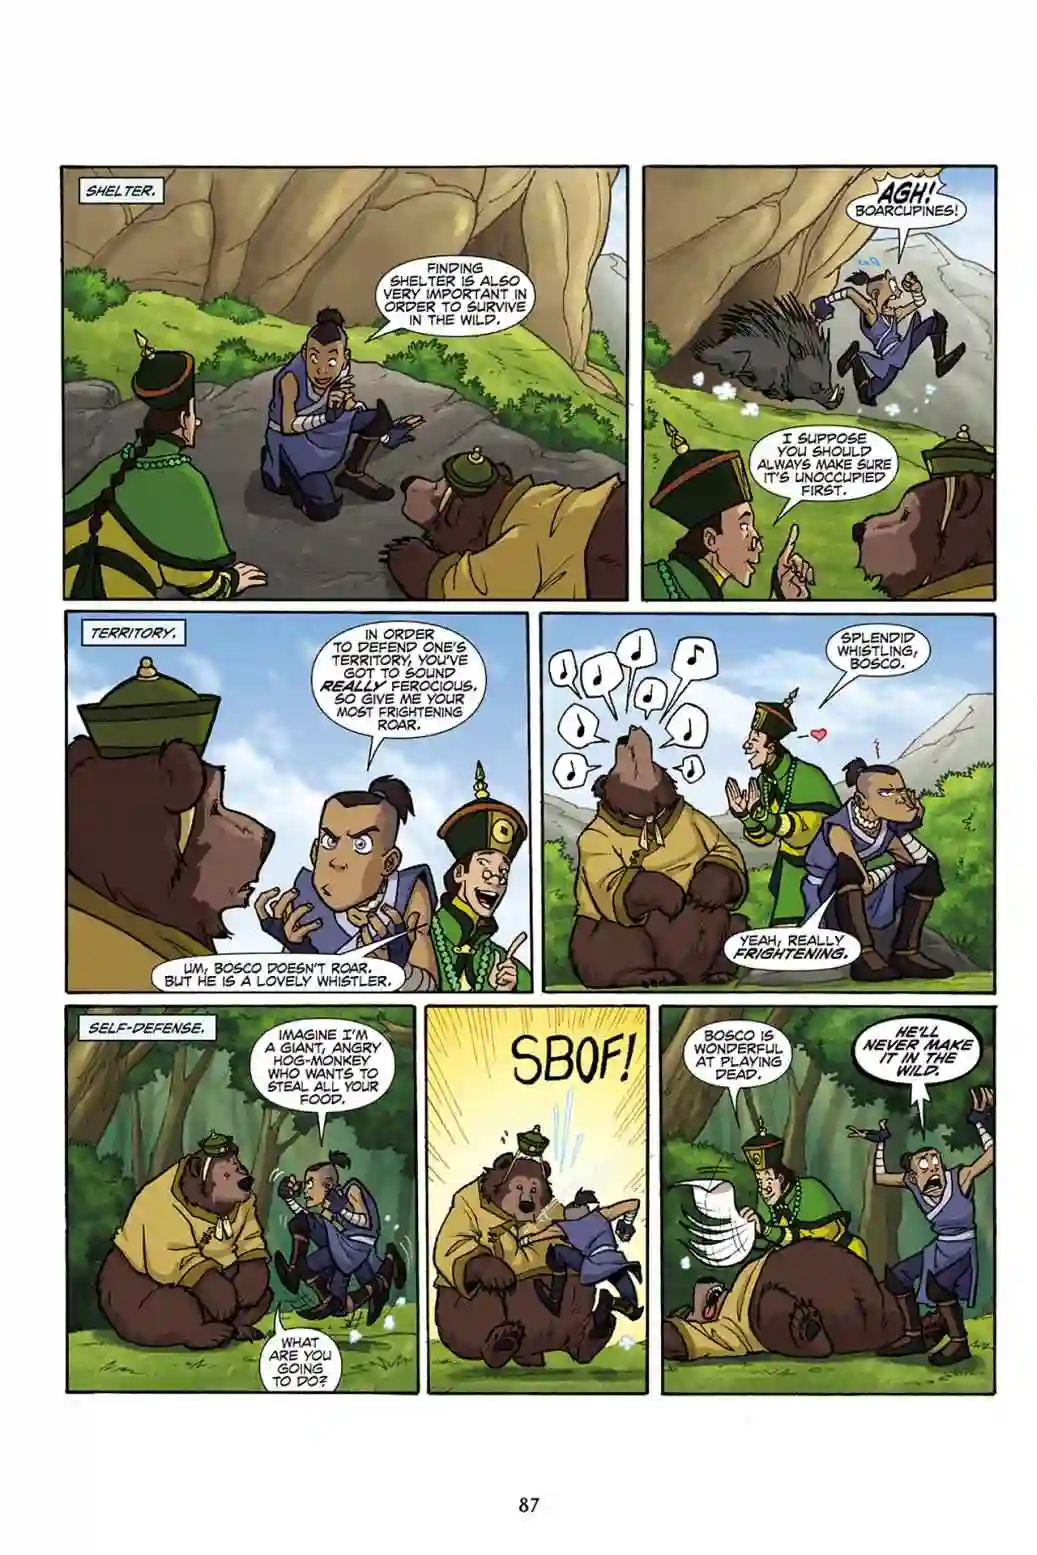 SHELTER.
FINDING
SHELTER IS ALSO
VERY IMPORTANT IN
ORDER TO SURVIVE
IN THE WILD.
AGH!
BOARCUPINES!
I SUPPOSE
YOU SHOULD
ALWAYS MAKE SURE
IT'S UNOCCUPIED
FIRST.
TERRITORY.
IN ORDER
TO DEFEND ONE'S
TERRITORY, YOU'VE
GOT TO SOUND
REALLY FEROCIOUS.
SO GIVE ME YOUR
MOST FRIGHTENING
ROAR.
UM, BOSCO DOESN'T ROAR.
BUT HE IS A LOVELY WHISTLER.
SPLENDID
WHISTLING,
BOSCO.
YEAH, REALLY
FRIGHTENING.
SELF-DEFENSE.
IMAGINE I'M
A GIANT, ANGRY
HOG-MONKEY
WHO WANTS TO
STEAL ALL YOUR
FOOD.
WHAT
ARE YOU
GOING
TO DO?
SBOF!
BOSCO IS
WONDERFUL
AT PLAYING
DEAD.
HE'LL
NEVER MAKE
IT IN THE
WILD.
87